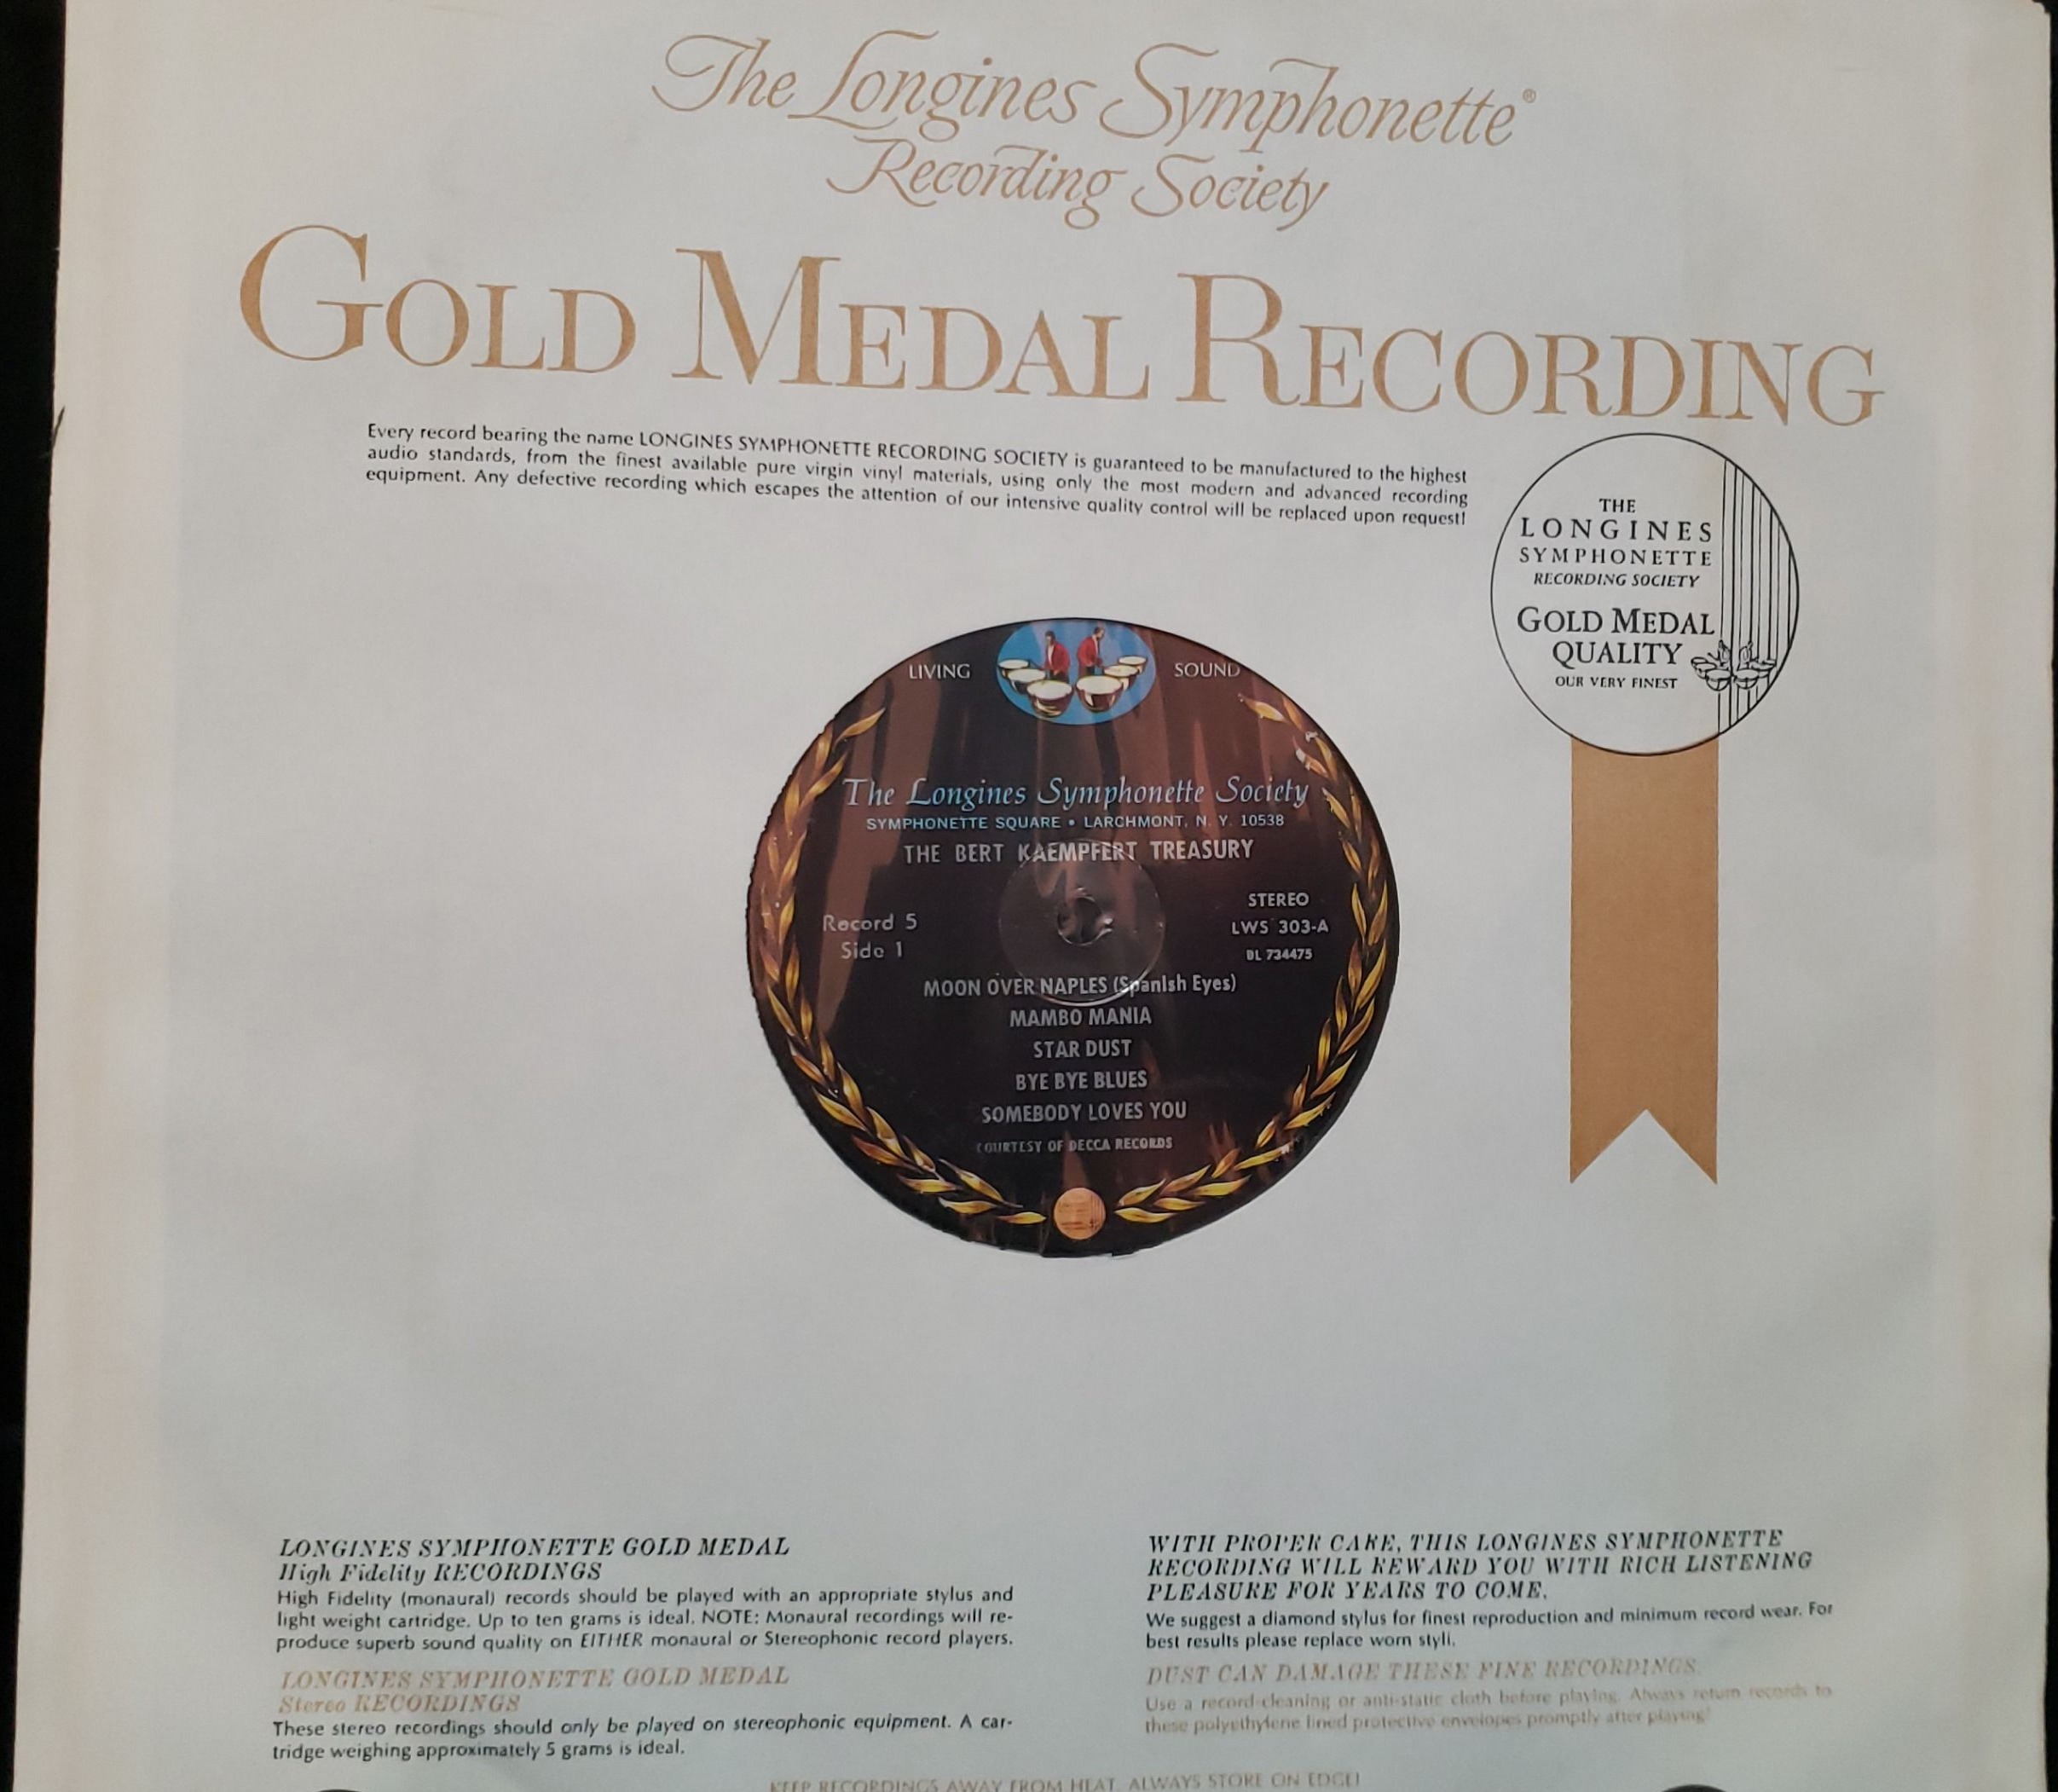 The Longines Symphonette®
Recording Society
GOLD MEDAL RECORDING
Every record bearing the name LONGINES SYMPHONETTE RECORDING SOCIETY is guaranteed to be manufactured to the highest
audio standards, from the finest available pure virgin vinyl materials, using only the most modern and advanced recording
equipment. Any defective recording which escapes the attention of our intensive quality control will be replaced upon request!
THE
LONGINES
SYMPHONETTE
RECORDING SOCIETY
GOLD MEDAL
QUALITY
OUR VERY FINEST
LIVING SOUND
The Longines Symphonette Society
SYMPHONETTE SQUARE • LARCHMONT, N. Y. 10538
THE BERT KAEMPFERT TREASURY
STEREO
Record 5 LWS 303-A
Side 1 BL 734475
MOON OVER NAPLES (Spanish Eyes)
MAMBO MANIA
STAR DUST
BYE BYE BLUES
SOMEBODY LOVES YOU
COURTESY OF DECCA RECORDS
LONGINES SYMPHONETTE GOLD MEDAL
High Fidelity RECORDINGS
High Fidelity (monaural) records should be played with an appropriate stylus and
light weight cartridge. Up to ten grams is ideal. NOTE: Monaural recordings will re-
produce superb sound quality on EITHER monaural or Stereophonic record players.
LONGINES SYMPHONETTE GOLD MEDAL
Stereo RECORDINGS
These stereo recordings should only be played on stereophonic equipment. A car-
tridge weighing approximately 5 grams is ideal.
WITH PROPER CARE, THIS LONGINES SYMPHONETTE
RECORDING WILL REWARD YOU WITH RICH LISTENING
PLEASURE FOR YEARS TO COME.
We suggest a diamond stylus for finest reproduction and minimum record wear. For
best results please replace worn styli.
DUST CAN DAMAGE THESE FINE RECORDINGS.
Use a record-cleaning or anti-static cloth before playing. Always return records to
these polyethylene lined protective envelopes promptly after playing!
KEEP RECORDINGS AWAY FROM HEAT. ALWAYS STORE ON EDGE!